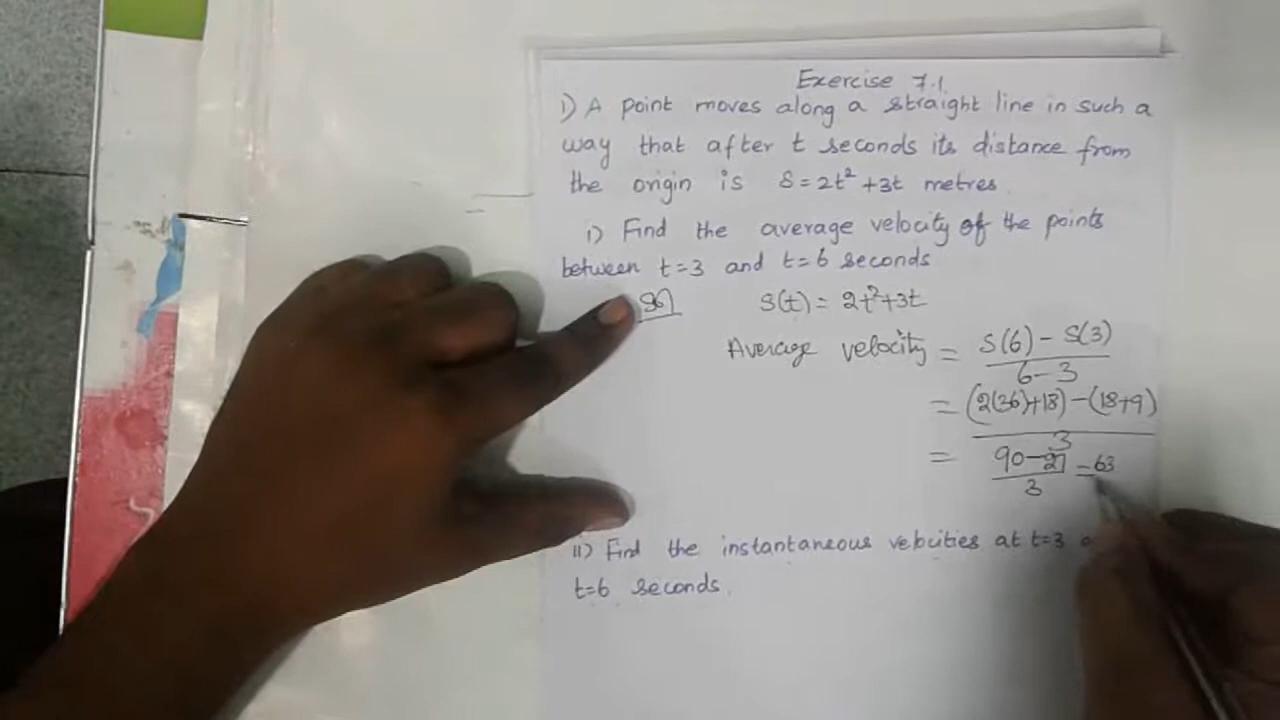 Exercise 7.1.
1) A point moves along a straight line in such a
way that after t seconds its distance from
the origin is S=2t²+3t metres.
i) Find the average velocity of the points
between t=3 and t=6 seconds
S(t) = 2t²+3t
Average velocity = S(6) - S(3)
6-3
= (2(36)+18) - (18+9)
3
= 90-27 = 63
3
ii) Find the instantaneous velocities at t=3
t=6 seconds.